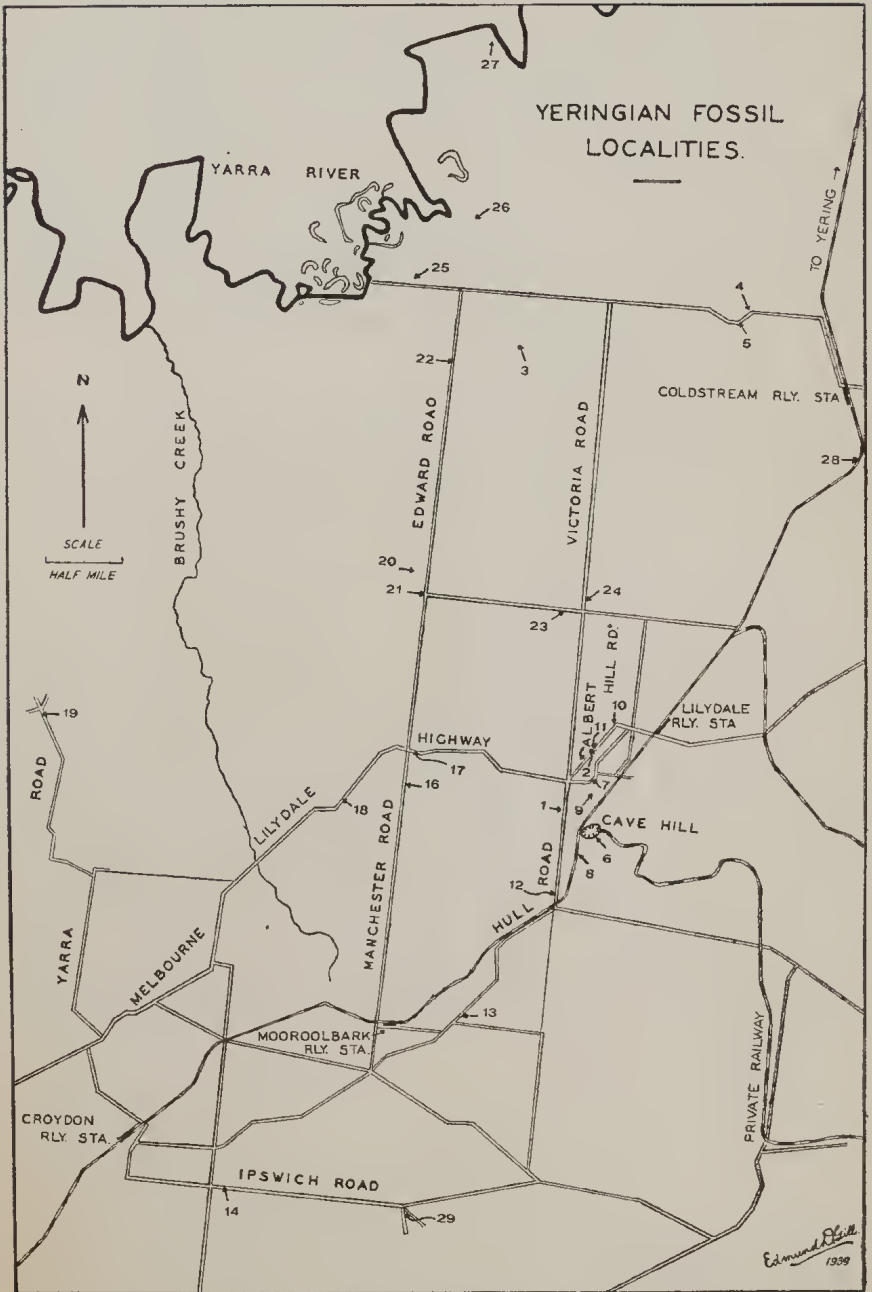 27
YERINGIAN FOSSIL
LOCALITIES.
YARRA RIVER
26
TO YERING →
25
4
5
22
3
COLDSTREAM RLY. STA
N
BRUSHY CREEK
EDWARD ROAD
VICTORIA ROAD
28
SCALE
HALF MILE
20
21
24
23
ALBERT
HILL RD.
10
11
LILYDALE
RLY. STA
19
HIGHWAY
17
2
7
16
9
18
1
ROAD
LILYDALE
CAVE HILL
6
8
MANCHESTER ROAD
12
ROAD
HULL
YARRA
MELBOURNE
13
MOOROOLBARK
RLY. STA.
PRIVATE RAILWAY
CROYDON
RLY. STA.
IPSWICH ROAD
14
29
Edmund D. Gill.
1939